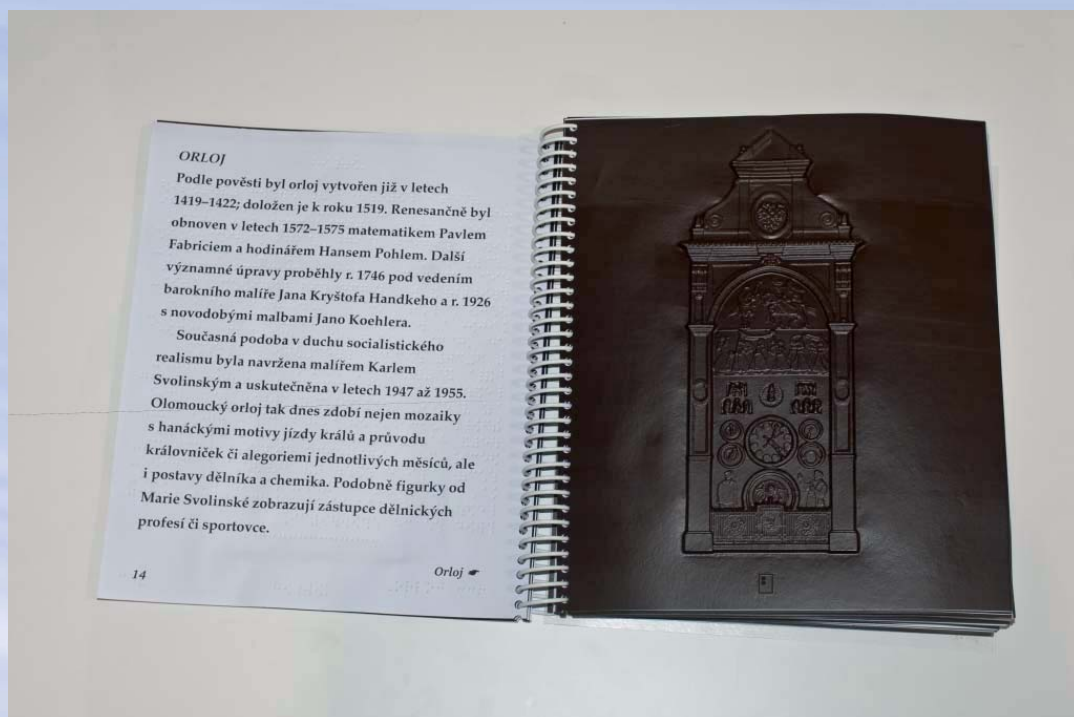 ORLOJ
Podle pověsti byl orloj vytvořen již v letech
1419–1422; doložen je k roku 1519. Renesančně byl
obnoven v letech 1572–1575 matematikem Pavlem
Fabriciem a hodinářem Hansem Pohlem. Další
významné úpravy proběhly r. 1746 pod vedením
barokního malíře Jana Kryštofa Handkeho a r. 1926
s novodobými malbami Jano Koehlera.
Současná podoba v duchu socialistického
realismu byla navržena malířem Karlem
Svolinským a uskutečněna v letech 1947 až 1955.
Olomoucký orloj tak dnes zdobí nejen mozaiky
s hanáckými motivy jízdy králů a průvodu
královniček či alegoriemi jednotlivých měsíců, ale
i postavy dělníka a chemika. Podobně figurky od
Marie Svolinské zobrazují zástupce dělnických
profesí či sportovce.
14
Orloj ☛